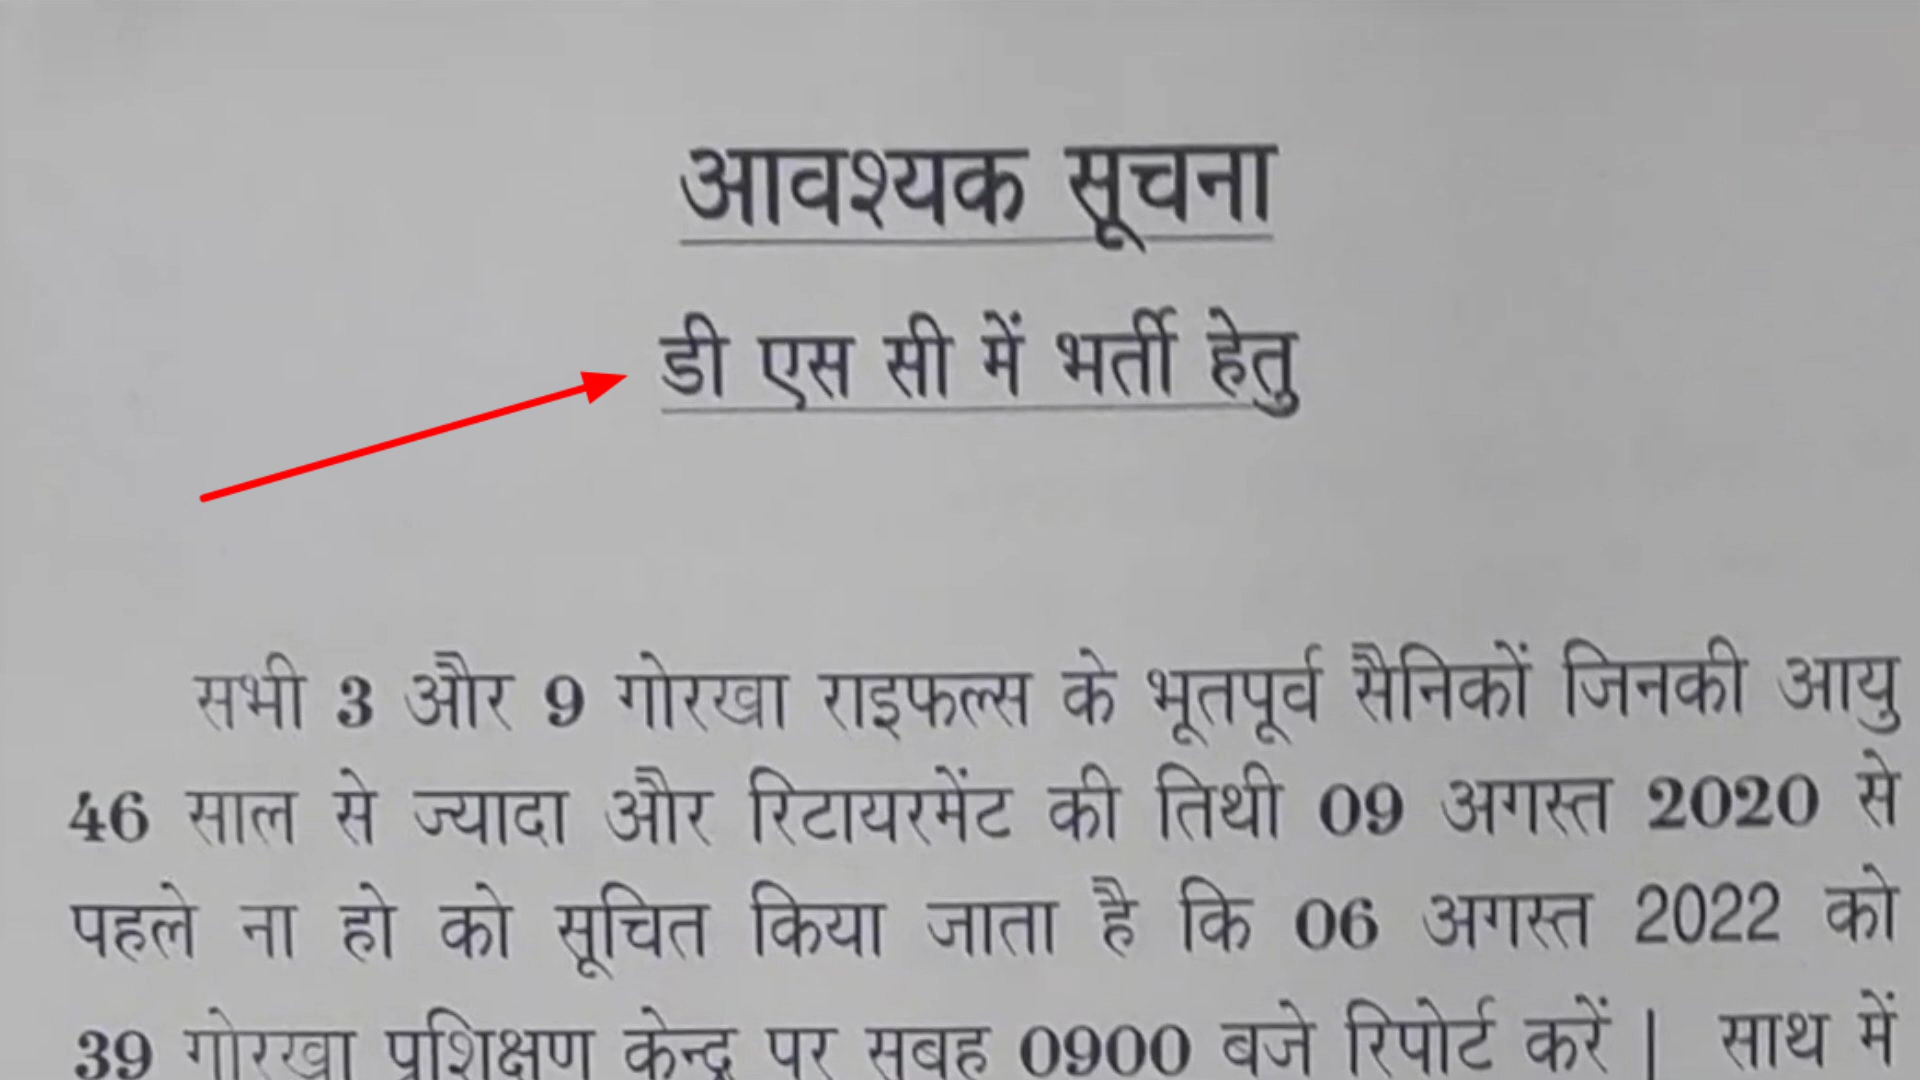 आवश्यक सूचना
डी एस सी में भर्ती हेतु
सभी 3 और 9 गोरखा राइफल्स के भूतपूर्व सैनिकों जिनकी आयु
46 साल से ज्यादा और रिटायरमेंट की तिथी 09 अगस्त 2020 से
पहले ना हो को सूचित किया जाता है कि 06 अगस्त 2022 को
39 गोरखा प्रशिक्षण केन्द्र पर सुबह 0900 बजे रिपोर्ट करें | साथ में